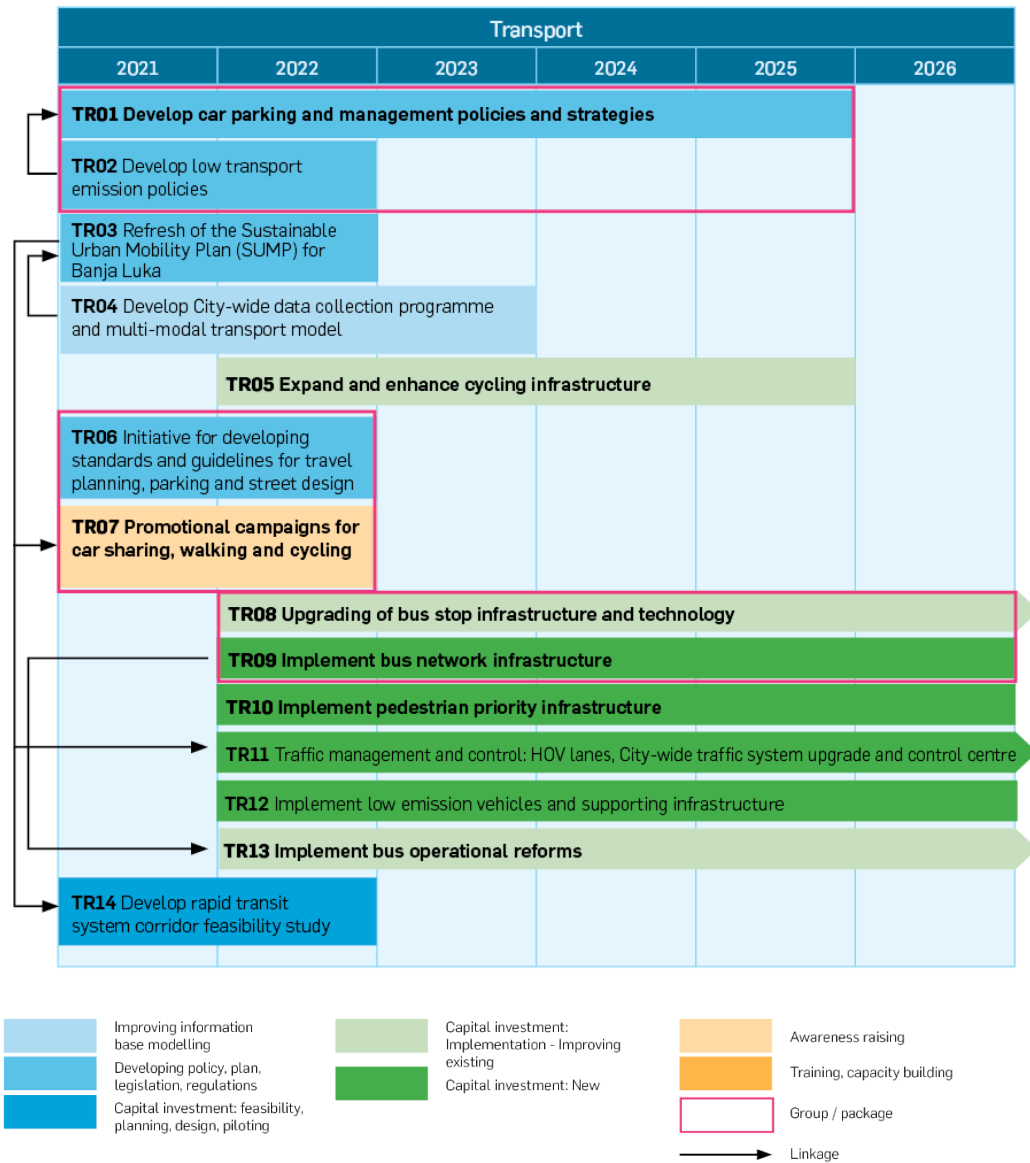 Transport
2021 2022 2023 2024 2025 2026
TR01 Develop car parking and management policies and strategies
TR02 Develop low transport
emission policies
TR03 Refresh of the Sustainable
Urban Mobility Plan (SUMP) for
Banja Luka
TR04 Develop City-wide data collection programme
and multi-modal transport model
TR05 Expand and enhance cycling infrastructure
TR06 Initiative for developing
standards and guidelines for travel
planning, parking and street design
TR07 Promotional campaigns for
car sharing, walking and cycling
TR08 Upgrading of bus stop infrastructure and technology
TR09 Implement bus network infrastructure
TR10 Implement pedestrian priority infrastructure
TR11 Traffic management and control: HOV lanes, City-wide traffic system upgrade and control centre
TR12 Implement low emission vehicles and supporting infrastructure
TR13 Implement bus operational reforms
TR14 Develop rapid transit
system corridor feasibility study
Improving information
base modelling
Developing policy, plan,
legislation, regulations
Capital investment: feasibility,
planning, design, piloting
Capital investment:
Implementation - Improving
existing
Capital investment: New
Awareness raising
Training, capacity building
Group / package
Linkage